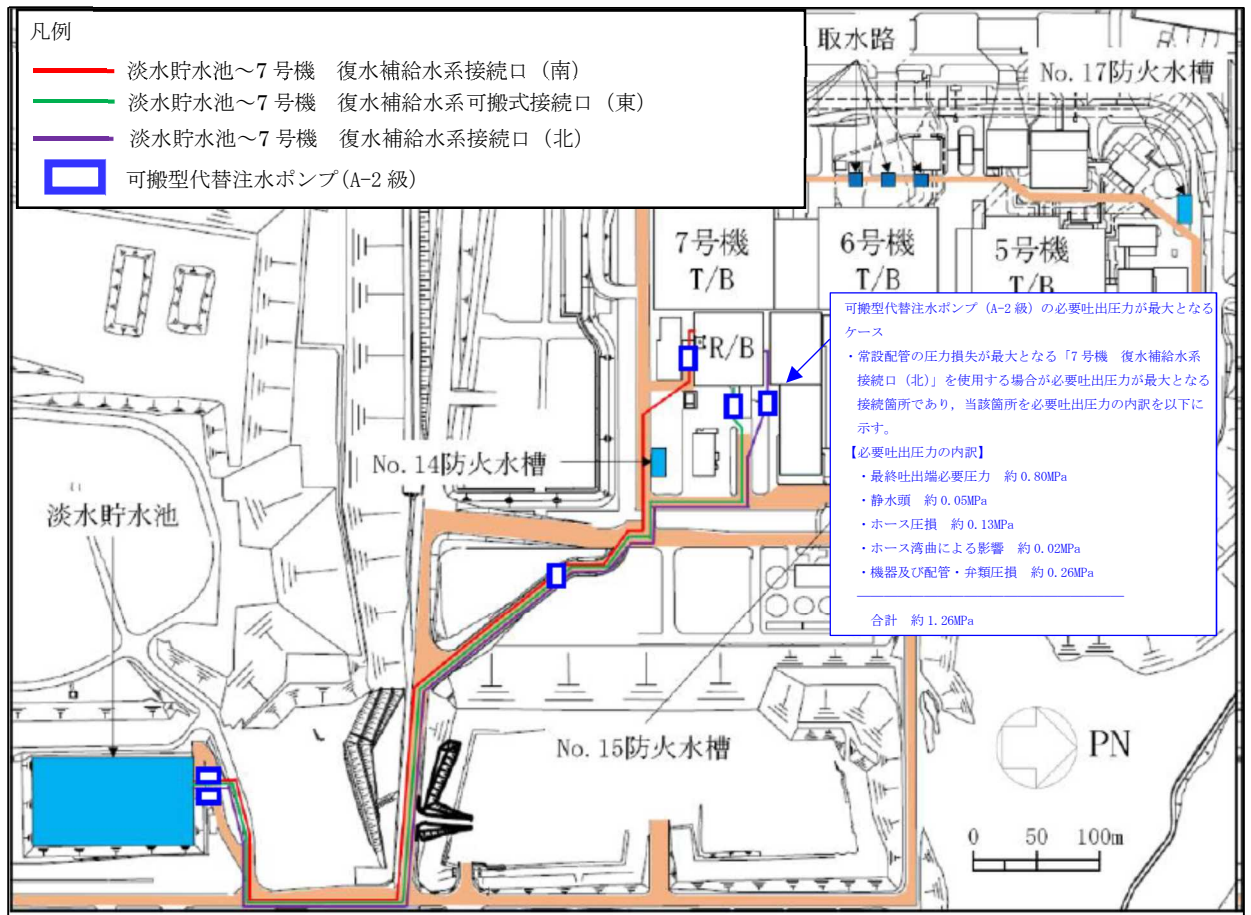 凡例
淡水貯水池～7 号機　復水補給水系接続口（南）
淡水貯水池～7 号機　復水補給水系可搬式接続口（東）
淡水貯水池～7 号機　復水補給水系接続口（北）
可搬型代替注水ポンプ(A-2 級)
取水路
No.17防火水槽
7号機
T/B
6号機
T/B
5号機
T/B
R/B
可搬型代替注水ポンプ（A-2 級）の必要吐出圧力が最大となる
ケース
・常設配管の圧力損失が最大となる「7 号機　復水補給水系
接続口（北）」を使用する場合が必要吐出圧力が最大となる
接続箇所であり，当該箇所を必要吐出圧力の内訳を以下に
示す。
【必要吐出圧力の内訳】
・最終吐出端必要圧力　約 0.80MPa
・静水頭　約 0.05MPa
・ホース圧損　約 0.13MPa
・ホース湾曲による影響　約 0.02MPa
・機器及び配管・弁類圧損　約 0.26MPa
合計　約 1.26MPa
No.14防火水槽
淡水貯水池
No.15防火水槽
PN
0 50 100m